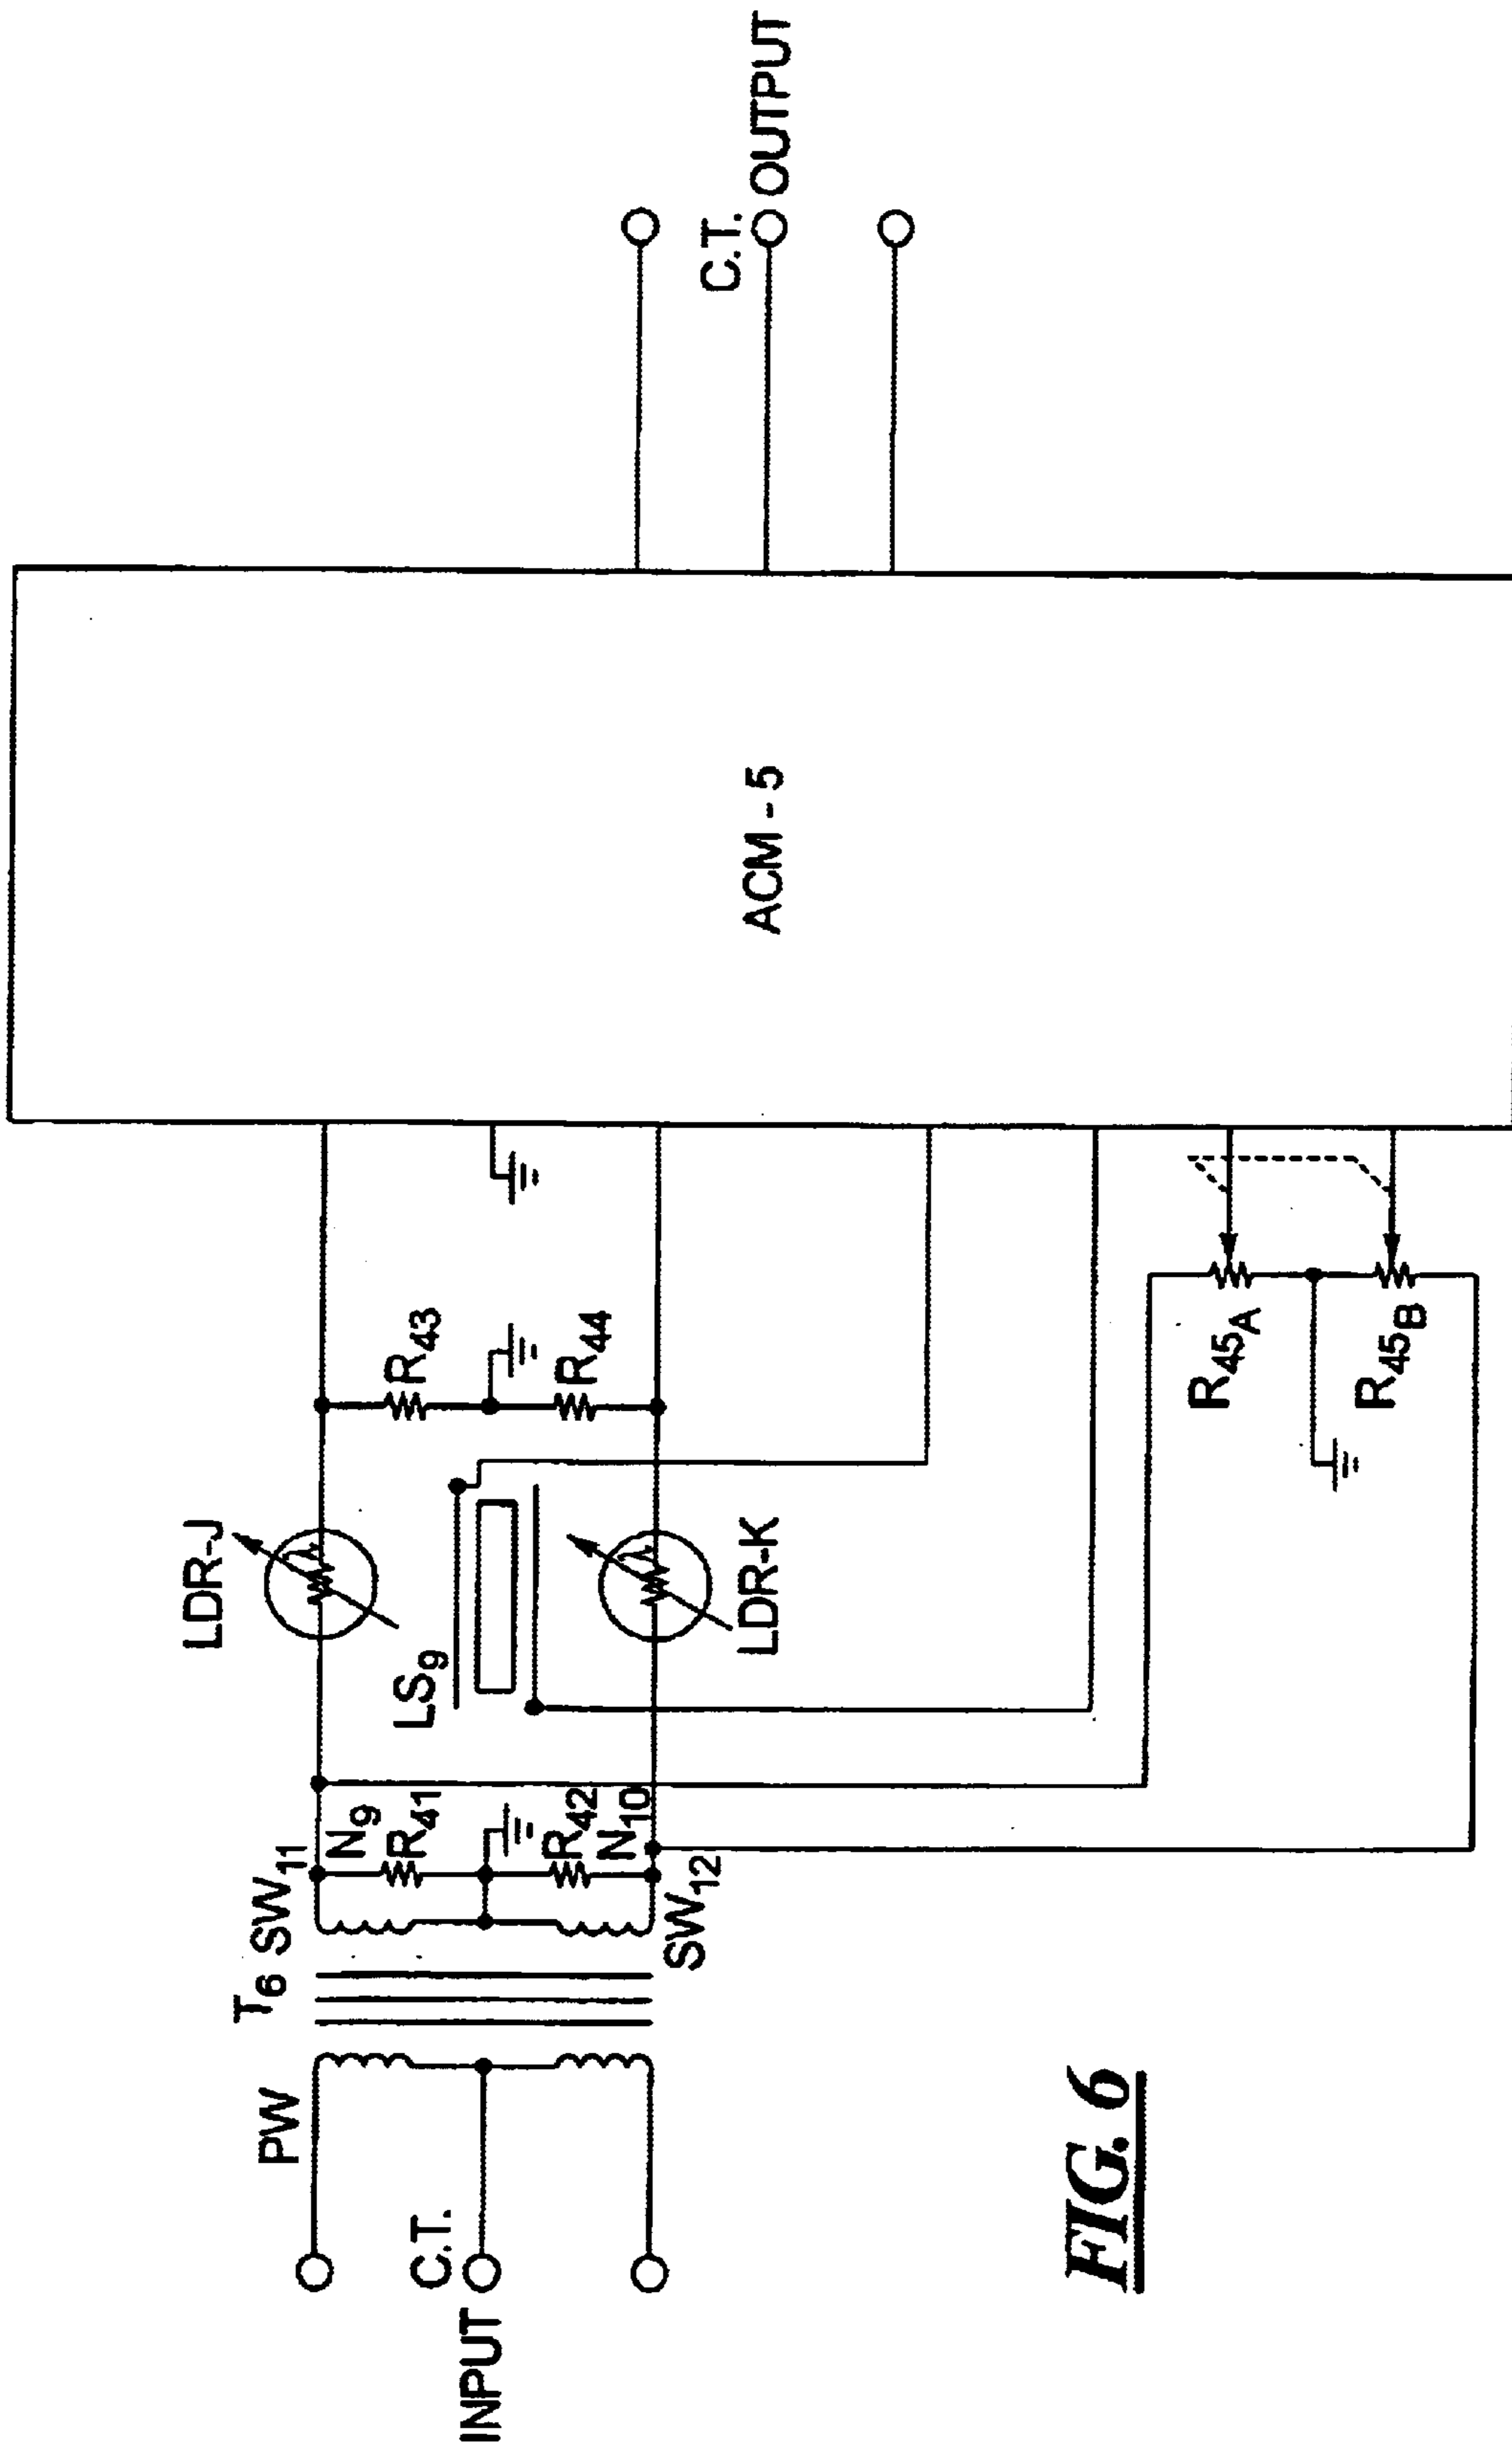 INPUT
C.T.
PW
T6
SW11
N9
R41
R42
N10
SW12
LS9
LDR-J
LDR-K
R43
R44
R45A
R45B
ACM - 5
C.T.
OUTPUT
FIG. 6